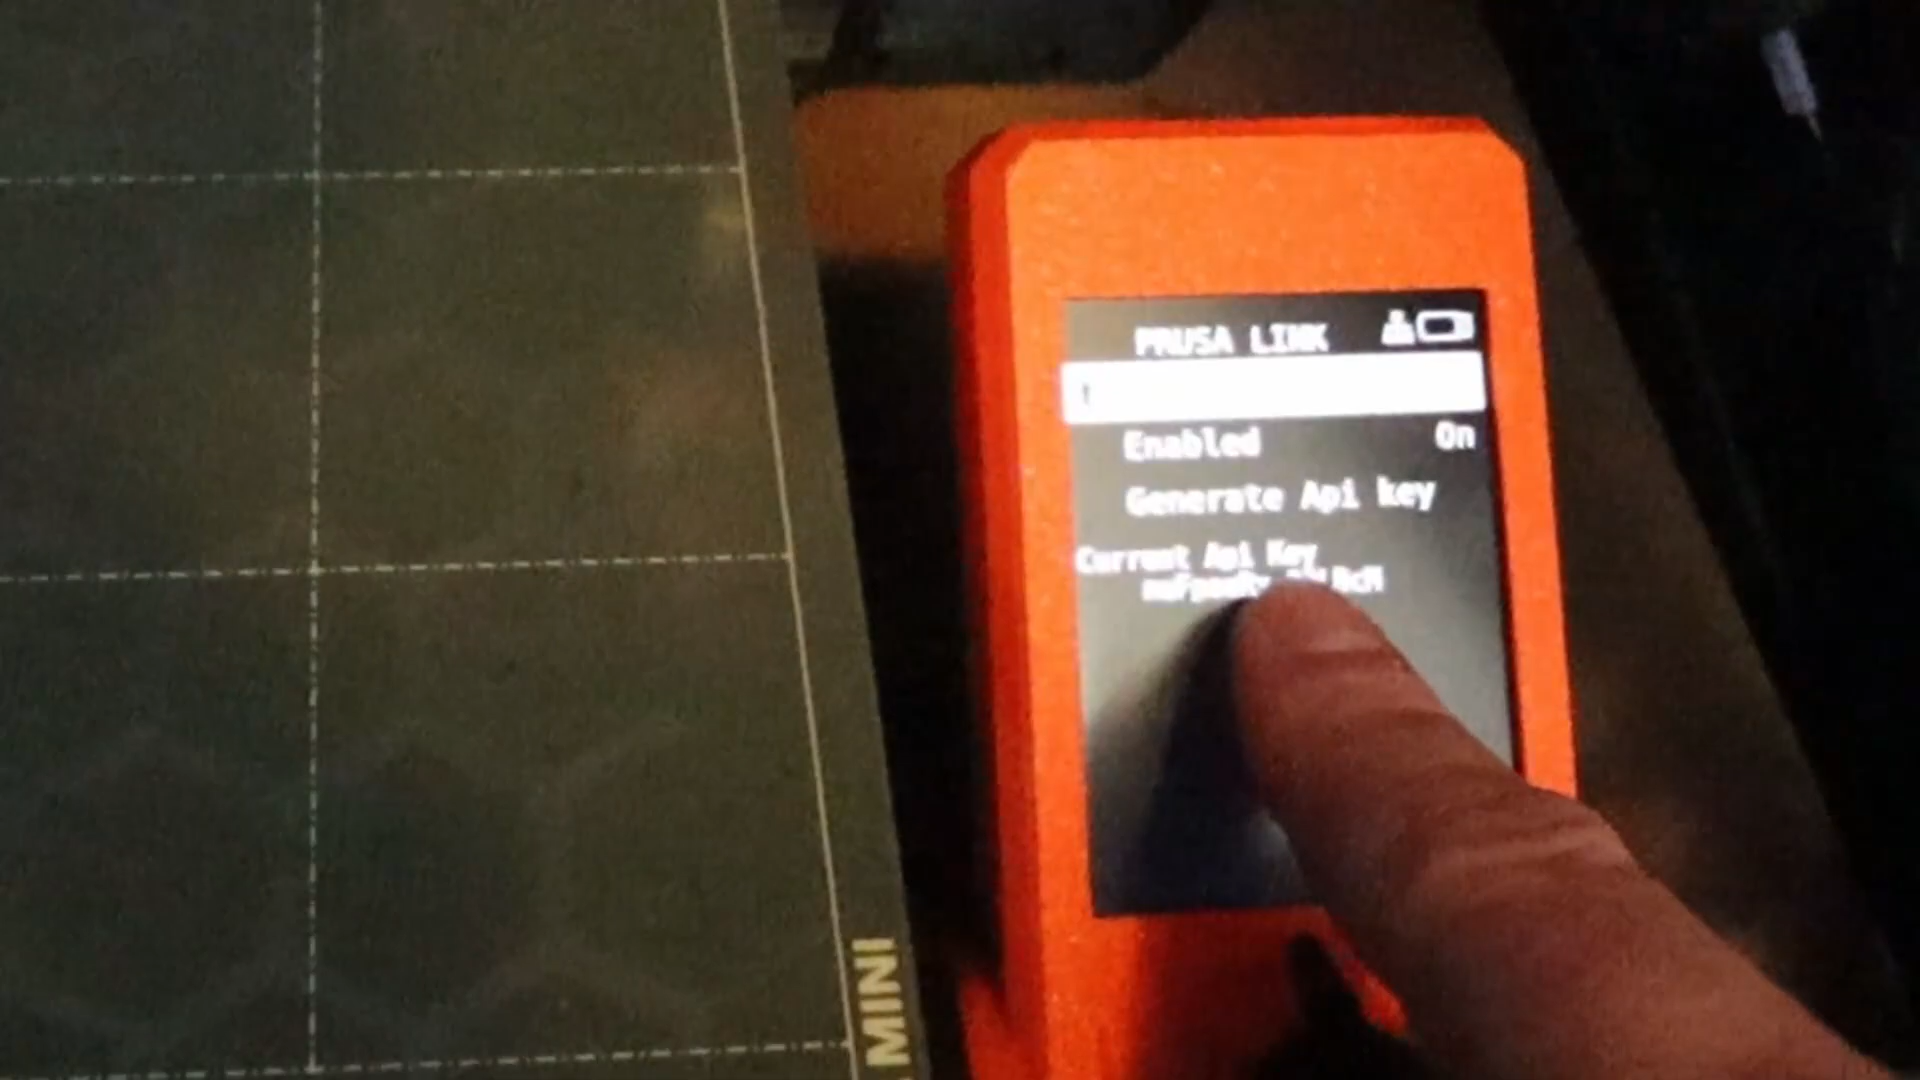 PRUSA LINK
Enabled On
Generate Api key
Current Api Key
MINI